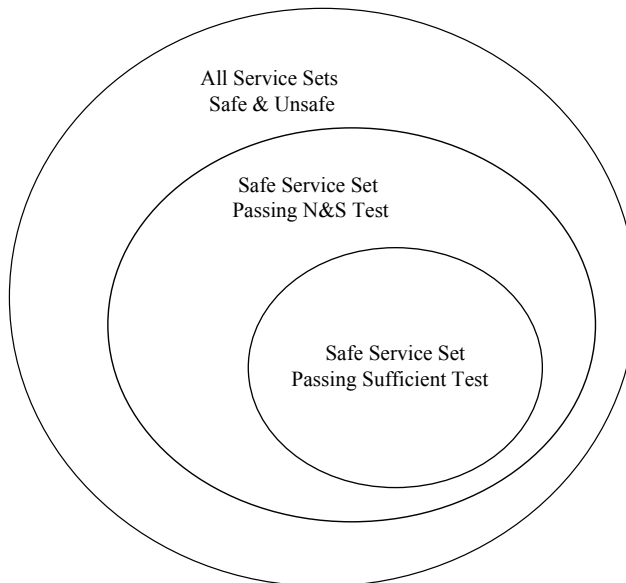 All Service Sets
Safe & Unsafe
Safe Service Set
Passing N&S Test
Safe Service Set
Passing Sufficient Test